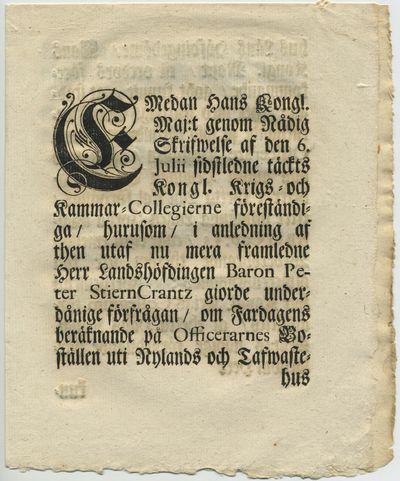 EMedan Hans Kongl.
Maj:t genom Nådig
Skrifwelse af den 6.
Julii sidstledne täckts
Kongl. Krigs- och
Kammar-Collegierne föreständi-
ga/ hurusom/ i anledning af
then utaf nu mera framledne
Herr Landshöfdingen Baron Pe-
ter StiernCrantz giorde under-
dånige förfrågan/ om Fardagens
beräknande på Officerarnes Bo-
ställen uti Nylands och Tafwaste-
hus